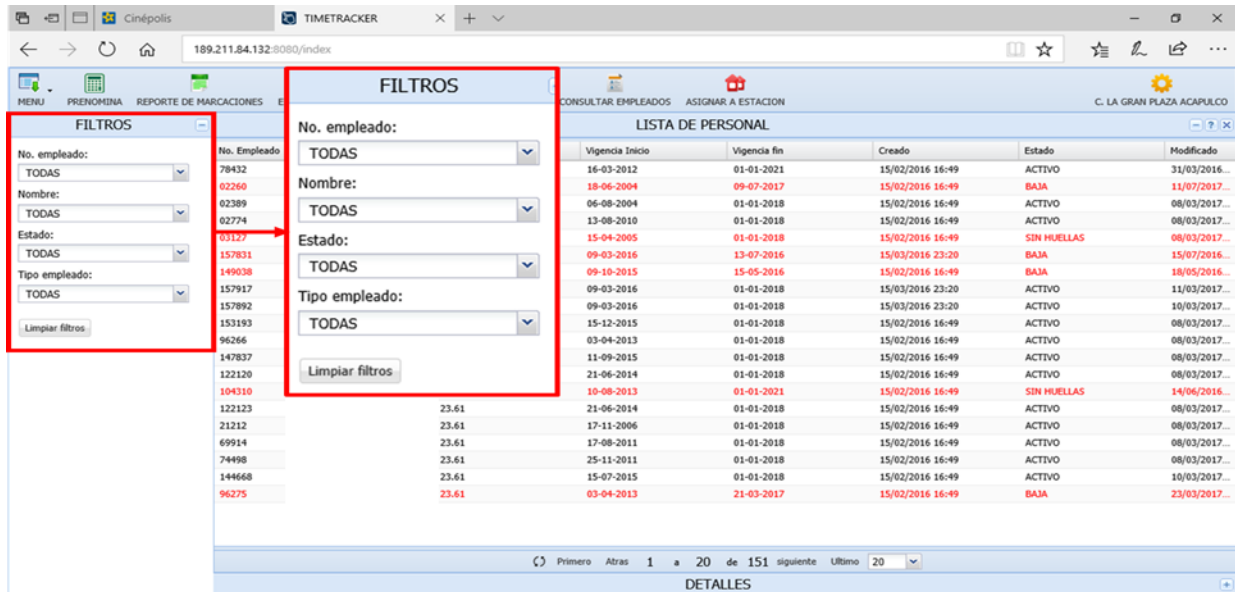 Cinépolis
TIMETRACKER
189.211.84.132:8080/index
MENU PRENOMINA REPORTE DE MARCACIONES E CONSULTAR EMPLEADOS ASIGNAR A ESTACION C. LA GRAN PLAZA ACAPULCO
FILTROS
No. empleado:
TODAS
Nombre:
TODAS
Estado:
TODAS
Tipo empleado:
TODAS
Limpiar filtros
FILTROS
No. empleado:
TODAS
Nombre:
TODAS
Estado:
TODAS
Tipo empleado:
TODAS
Limpiar filtros
LISTA DE PERSONAL
No. Empleado Vigencia Inicio Vigencia fin Creado Estado Modificado
78432 16-03-2012 01-01-2021 15/02/2016 16:49 ACTIVO 31/03/2016...
02260 18-06-2004 09-07-2017 15/02/2016 16:49 BAJA 11/07/2017...
02389 06-08-2004 01-01-2018 15/02/2016 16:49 ACTIVO 08/03/2017...
02774 13-08-2010 01-01-2018 15/02/2016 16:49 ACTIVO 08/03/2017...
03127 15-04-2005 01-01-2018 15/02/2016 16:49 SIN HUELLAS 08/03/2017...
157831 09-03-2016 13-07-2016 15/03/2016 23:20 BAJA 15/07/2016...
149038 09-10-2015 15-05-2016 15/02/2016 16:49 BAJA 18/05/2016...
157917 09-03-2016 01-01-2018 15/03/2016 23:20 ACTIVO 11/03/2017...
157892 09-03-2016 01-01-2018 15/03/2016 23:20 ACTIVO 10/03/2017...
153193 15-12-2015 01-01-2018 15/02/2016 16:49 ACTIVO 08/03/2017...
96266 03-04-2013 01-01-2018 15/02/2016 16:49 ACTIVO 08/03/2017...
147837 11-09-2015 01-01-2018 15/02/2016 16:49 ACTIVO 08/03/2017...
122120 21-06-2014 01-01-2018 15/02/2016 16:49 ACTIVO 08/03/2017...
104310 10-08-2013 01-01-2021 15/02/2016 16:49 SIN HUELLAS 14/06/2016...
122123 23.61 21-06-2014 01-01-2018 15/02/2016 16:49 ACTIVO 08/03/2017...
21212 23.61 17-11-2006 01-01-2018 15/02/2016 16:49 ACTIVO 08/03/2017...
69914 23.61 17-08-2011 01-01-2018 15/02/2016 16:49 ACTIVO 08/03/2017...
74498 23.61 25-11-2011 01-01-2018 15/02/2016 16:49 ACTIVO 08/03/2017...
144668 23.61 15-07-2015 01-01-2018 15/02/2016 16:49 ACTIVO 10/03/2017...
96275 23.61 03-04-2013 21-03-2017 15/02/2016 16:49 BAJA 23/03/2017...
Primero Atras 1 a 20 de 151 siguiente Ultimo 20
DETALLES